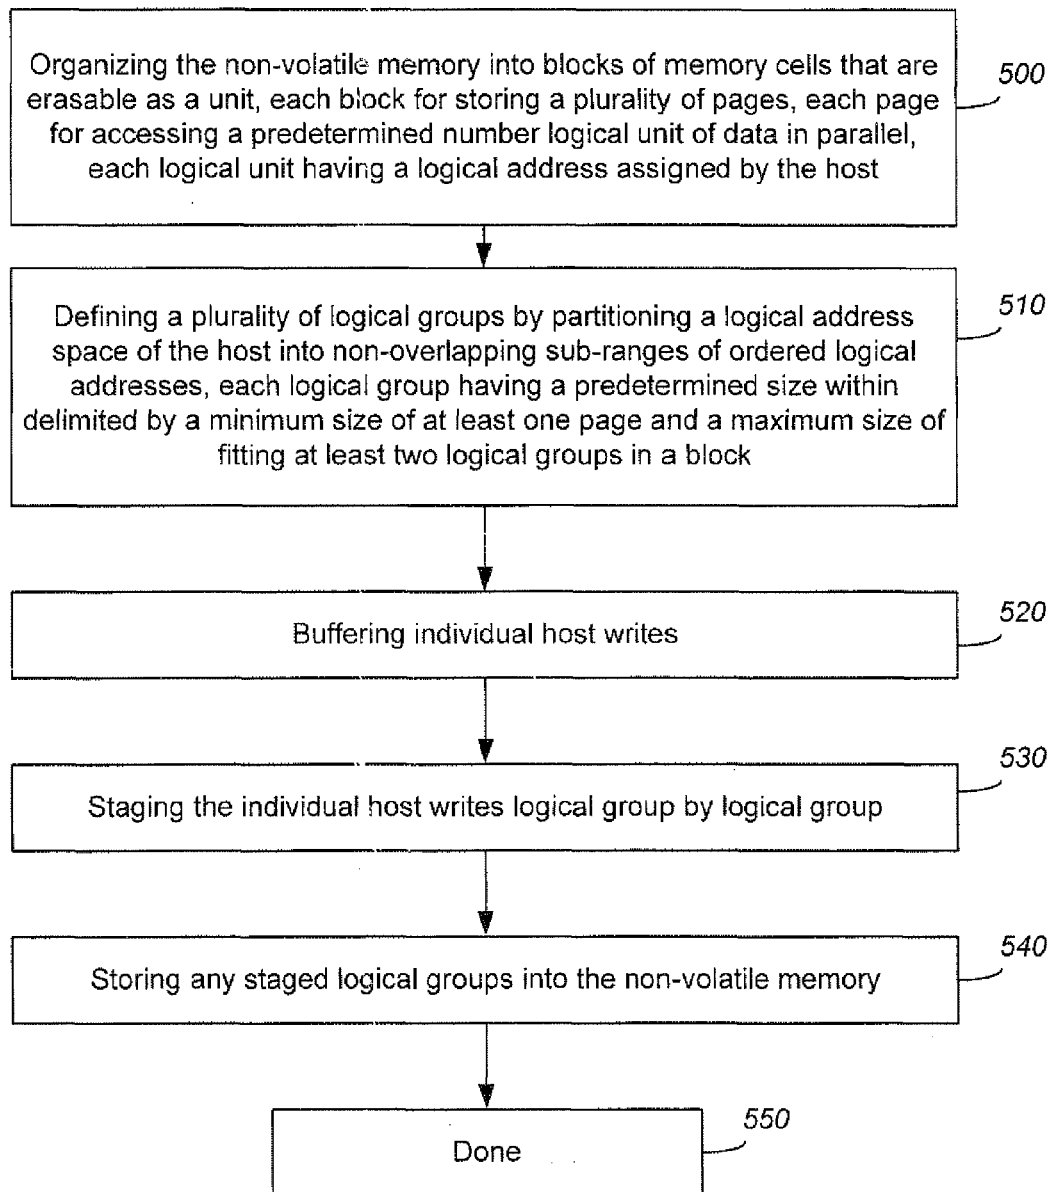 Organizing the non-volatile memory into blocks of memory cells that are
erasable as a unit, each block for storing a plurality of pages, each page
for accessing a predetermined number logical unit of data in parallel,
each logical unit having a logical address assigned by the host
500
Defining a plurality of logical groups by partitioning a logical address
space of the host into non-overlapping sub-ranges of ordered logical
addresses, each logical group having a predetermined size within
delimited by a minimum size of at least one page and a maximum size of
fitting at least two logical groups in a block
510
Buffering individual host writes
520
Staging the individual host writes logical group by logical group
530
Storing any staged logical groups into the non-volatile memory
540
Done
550